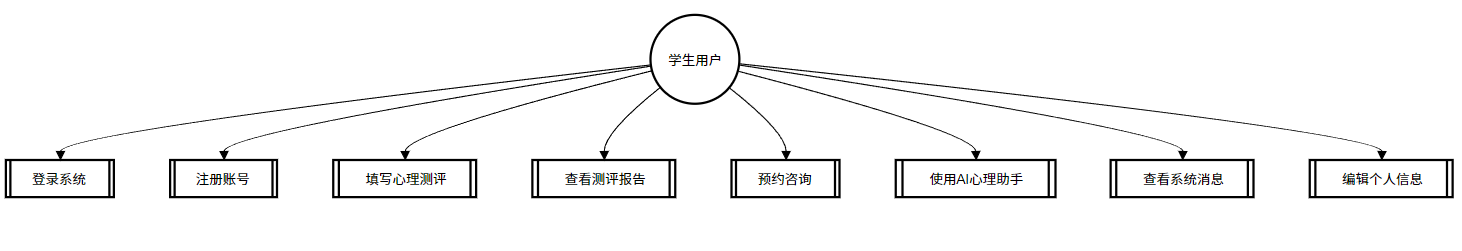 学生用户
登录系统
注册账号
填写心理测评
查看测评报告
预约咨询
使用AI心理助手
查看系统消息
编辑个人信息